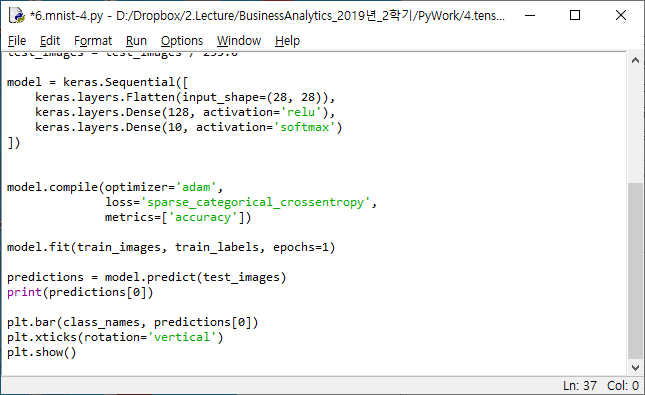 *6.mnist-4.py - D:/Dropbox/2.Lecture/BusinessAnalytics_2019년_2학기/PyWork/4.tens...
File Edit Format Run Options Window Help
test_images = test_images / 255.0
model = keras.Sequential([
    keras.layers.Flatten(input_shape=(28, 28)),
    keras.layers.Dense(128, activation='relu'),
    keras.layers.Dense(10, activation='softmax')
])
model.compile(optimizer='adam',
              loss='sparse_categorical_crossentropy',
              metrics=['accuracy'])
model.fit(train_images, train_labels, epochs=1)
predictions = model.predict(test_images)
print(predictions[0])
plt.bar(class_names, predictions[0])
plt.xticks(rotation='vertical')
plt.show()
Ln: 37 Col: 0